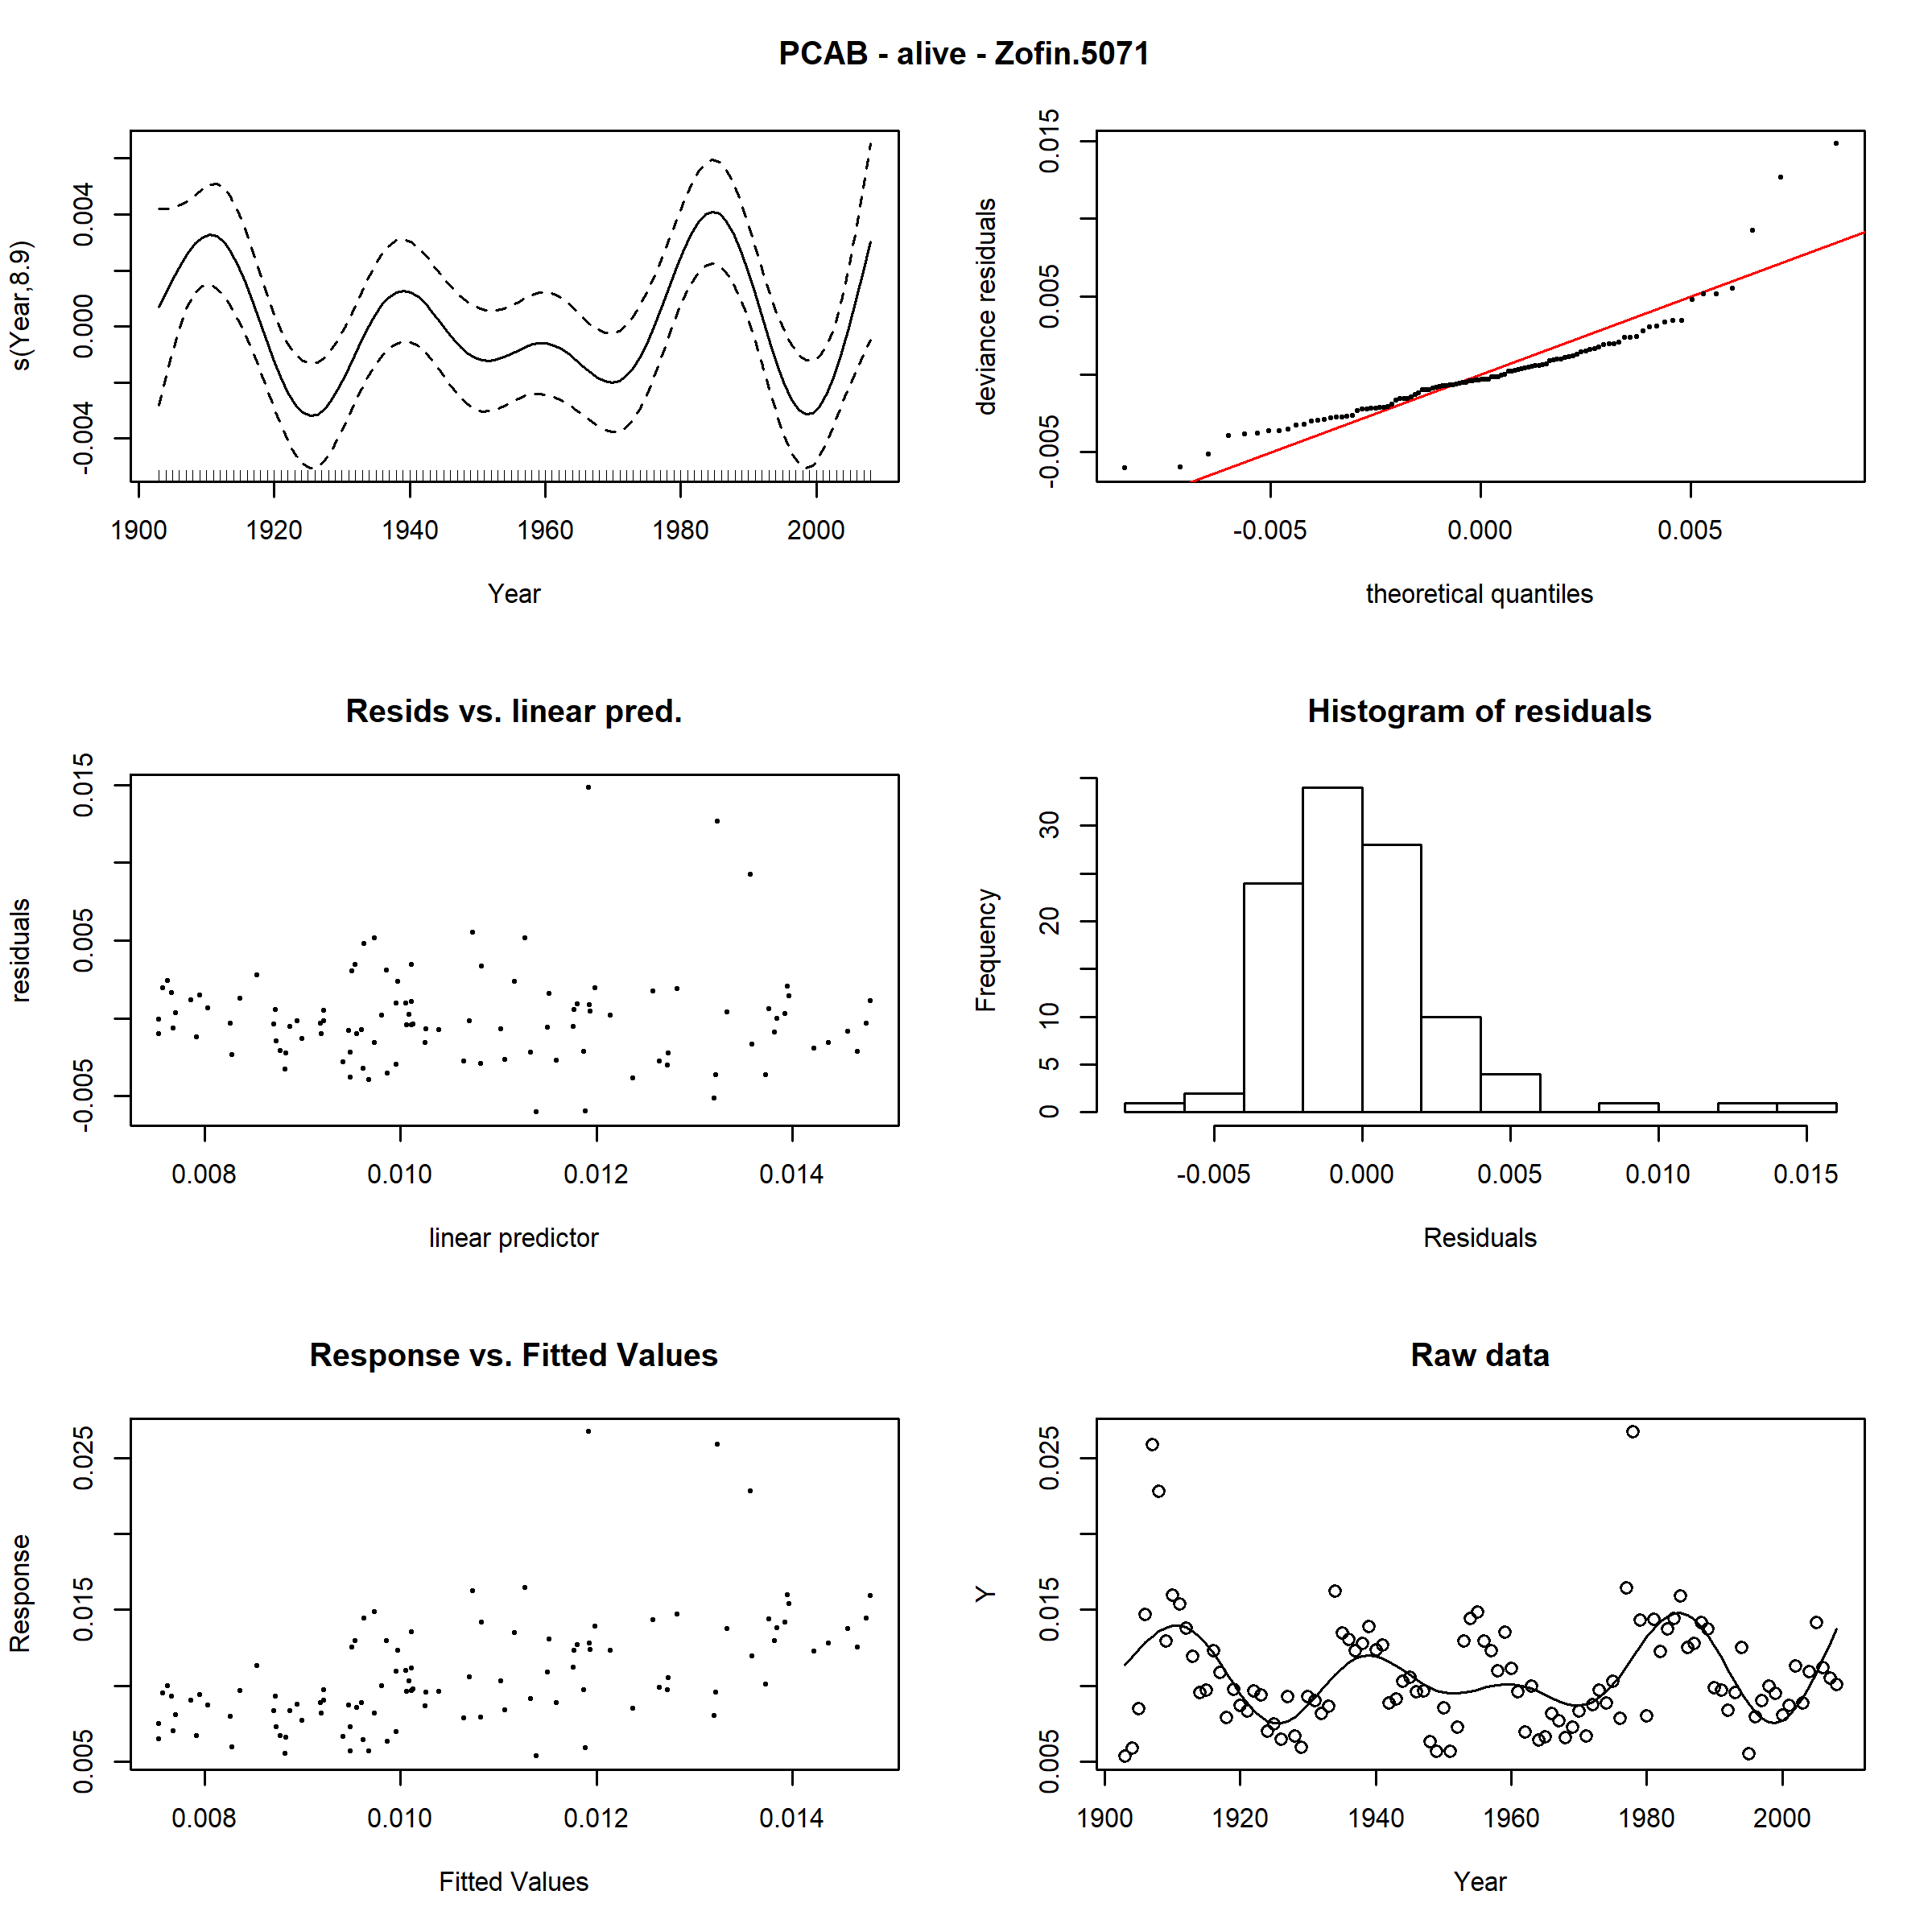 PCAB - alive - Zofin.5071
s(Year,8.9)
-0.004 0.000 0.004
1900 1920 1940 1960 1980 2000
Year
deviance residuals
-0.005 0.005 0.015
-0.005 0.000 0.005
theoretical quantiles
Resids vs. linear pred.
residuals
-0.005 0.005 0.015
0.008 0.010 0.012 0.014
linear predictor
Histogram of residuals
Frequency
0 5 10 20 30
-0.005 0.000 0.005 0.010 0.015
Residuals
Response vs. Fitted Values
Response
0.005 0.015 0.025
0.008 0.010 0.012 0.014
Fitted Values
Raw data
Y
0.005 0.015 0.025
1900 1920 1940 1960 1980 2000
Year